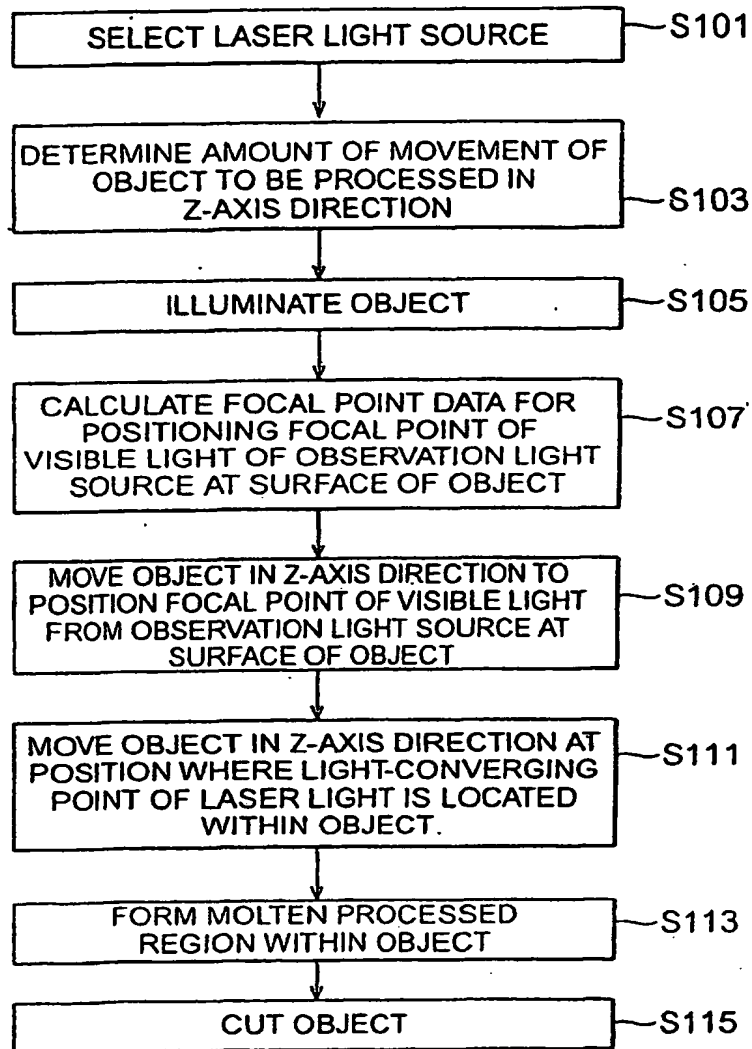 SELECT LASER LIGHT SOURCE
S101
DETERMINE AMOUNT OF MOVEMENT OF
OBJECT TO BE PROCESSED IN
Z-AXIS DIRECTION
S103
ILLUMINATE OBJECT
S105
CALCULATE FOCAL POINT DATA FOR
POSITIONING FOCAL POINT OF
VISIBLE LIGHT OF OBSERVATION LIGHT
SOURCE AT SURFACE OF OBJECT
S107
MOVE OBJECT IN Z-AXIS DIRECTION TO
POSITION FOCAL POINT OF VISIBLE LIGHT
FROM OBSERVATION LIGHT SOURCE AT
SURFACE OF OBJECT
S109
MOVE OBJECT IN Z-AXIS DIRECTION AT
POSITION WHERE LIGHT-CONVERGING
POINT OF LASER LIGHT IS LOCATED
WITHIN OBJECT.
S111
FORM MOLTEN PROCESSED
REGION WITHIN OBJECT
S113
CUT OBJECT
S115